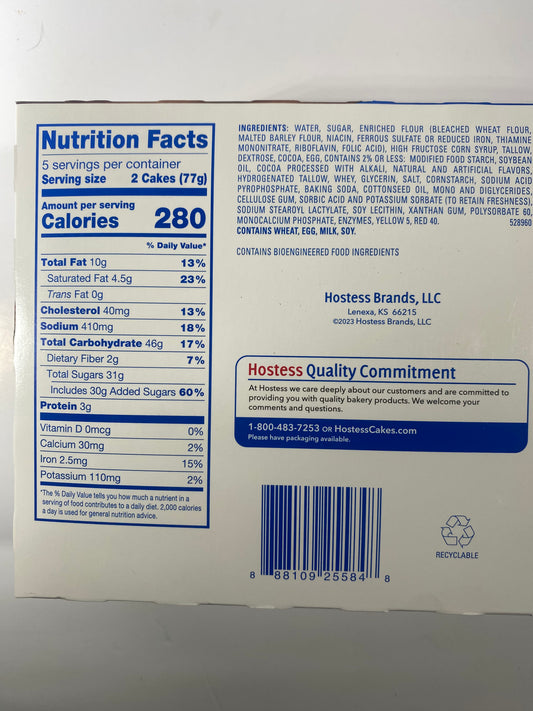 Nutrition Facts
5 servings per container
Serving size 2 Cakes (77g)
Amount per serving
Calories 280
% Daily Value*
Total Fat 10g 13%
Saturated Fat 4.5g 23%
Trans Fat 0g
Cholesterol 40mg 13%
Sodium 410mg 18%
Total Carbohydrate 46g 17%
Dietary Fiber 2g 7%
Total Sugars 31g
Includes 30g Added Sugars 60%
Protein 3g
Vitamin D 0mcg 0%
Calcium 30mg 2%
Iron 2.5mg 15%
Potassium 110mg 2%
*The % Daily Value tells you how much a nutrient in a
serving of food contributes to a daily diet. 2,000 calories
a day is used for general nutrition advice.
INGREDIENTS: WATER, SUGAR, ENRICHED FLOUR (BLEACHED WHEAT FLOUR,
MALTED BARLEY FLOUR, NIACIN, FERROUS SULFATE OR REDUCED IRON, THIAMINE
MONONITRATE, RIBOFLAVIN, FOLIC ACID), HIGH FRUCTOSE CORN SYRUP, TALLOW,
DEXTROSE, COCOA, EGG, CONTAINS 2% OR LESS: MODIFIED FOOD STARCH, SOYBEAN
OIL, COCOA PROCESSED WITH ALKALI, NATURAL AND ARTIFICIAL FLAVORS,
HYDROGENATED TALLOW, WHEY, GLYCERIN, SALT, CORNSTARCH, SODIUM ACID
PYROPHOSPHATE, BAKING SODA, COTTONSEED OIL, MONO AND DIGLYCERIDES,
CELLULOSE GUM, SORBIC ACID AND POTASSIUM SORBATE (TO RETAIN FRESHNESS),
SODIUM STEAROYL LACTYLATE, SOY LECITHIN, XANTHAN GUM, POLYSORBATE 60,
MONOCALCIUM PHOSPHATE, ENZYMES, YELLOW 5, RED 40. 528960
CONTAINS WHEAT, EGG, MILK, SOY.
CONTAINS BIOENGINEERED FOOD INGREDIENTS
Hostess Brands, LLC
Lenexa, KS 66215
©2023 Hostess Brands, LLC
Hostess Quality Commitment
At Hostess we care deeply about our customers and are committed to
providing you with quality bakery products. We welcome your
comments and questions.
1-800-483-7253 OR HostessCakes.com
Please have packaging available.
8 88109 25584 8
RECYCLABLE